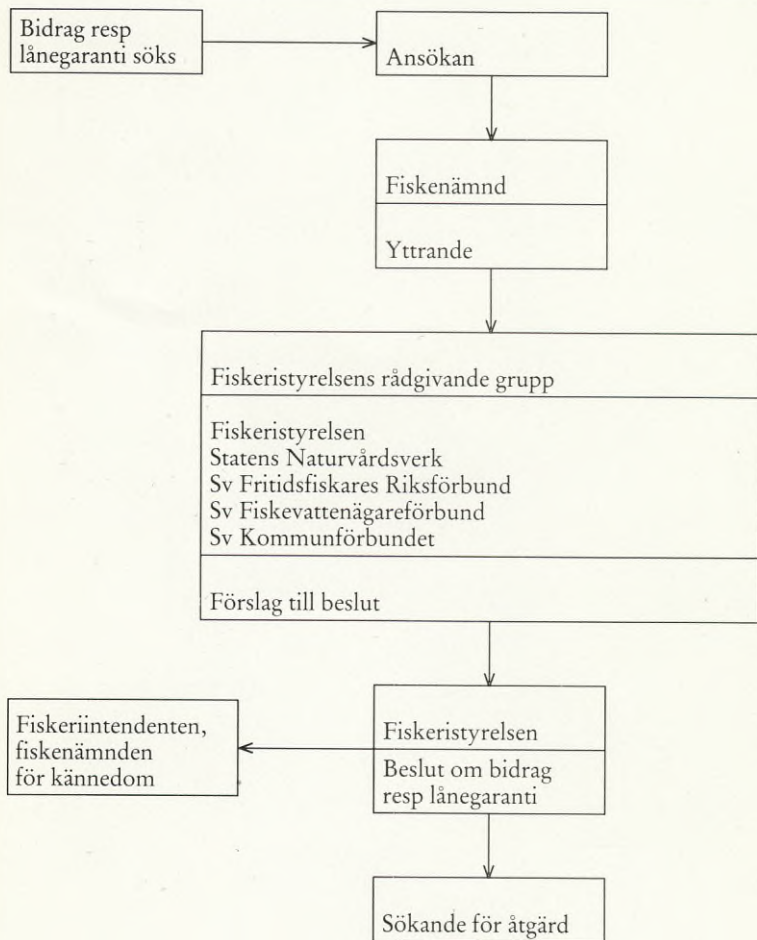 Bidrag resp
lånegaranti söks
Ansökan
Fiskenämnd
Yttrande
Fiskeristyrelsens rådgivande grupp
Fiskeristyrelsen
Statens Naturvårdsverk
Sv Fritidsfiskares Riksförbund
Sv Fiskevattenägareförbund
Sv Kommunförbundet
Förslag till beslut
Fiskeriintendenten,
fiskenämnden
för kännedom
Fiskeristyrelsen
Beslut om bidrag
resp lånegaranti
Sökande för åtgärd